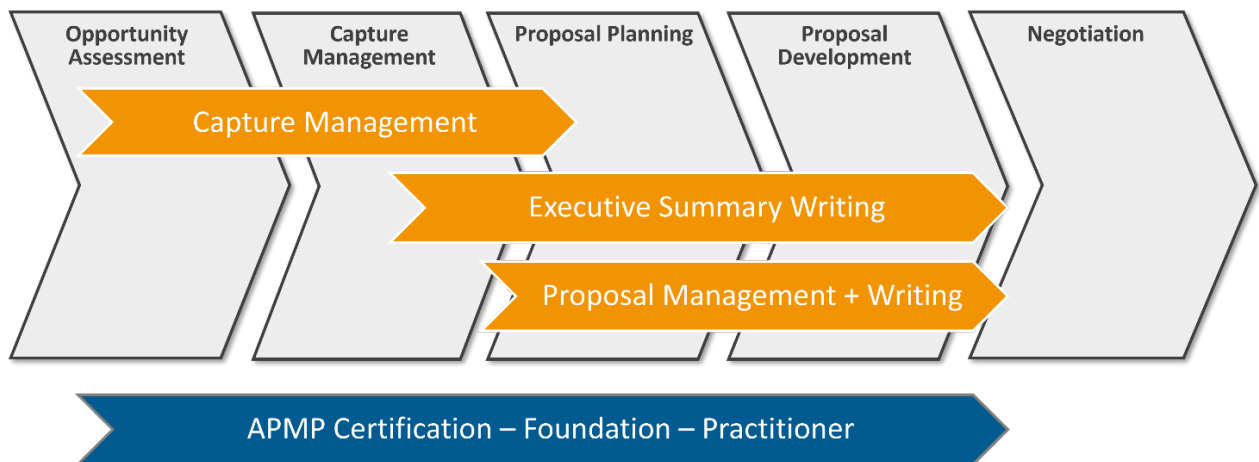 Opportunity
Assessment
Capture
Management
Proposal Planning
Proposal
Development
Negotiation
Capture Management
Executive Summary Writing
Proposal Management + Writing
APMP Certification – Foundation – Practitioner